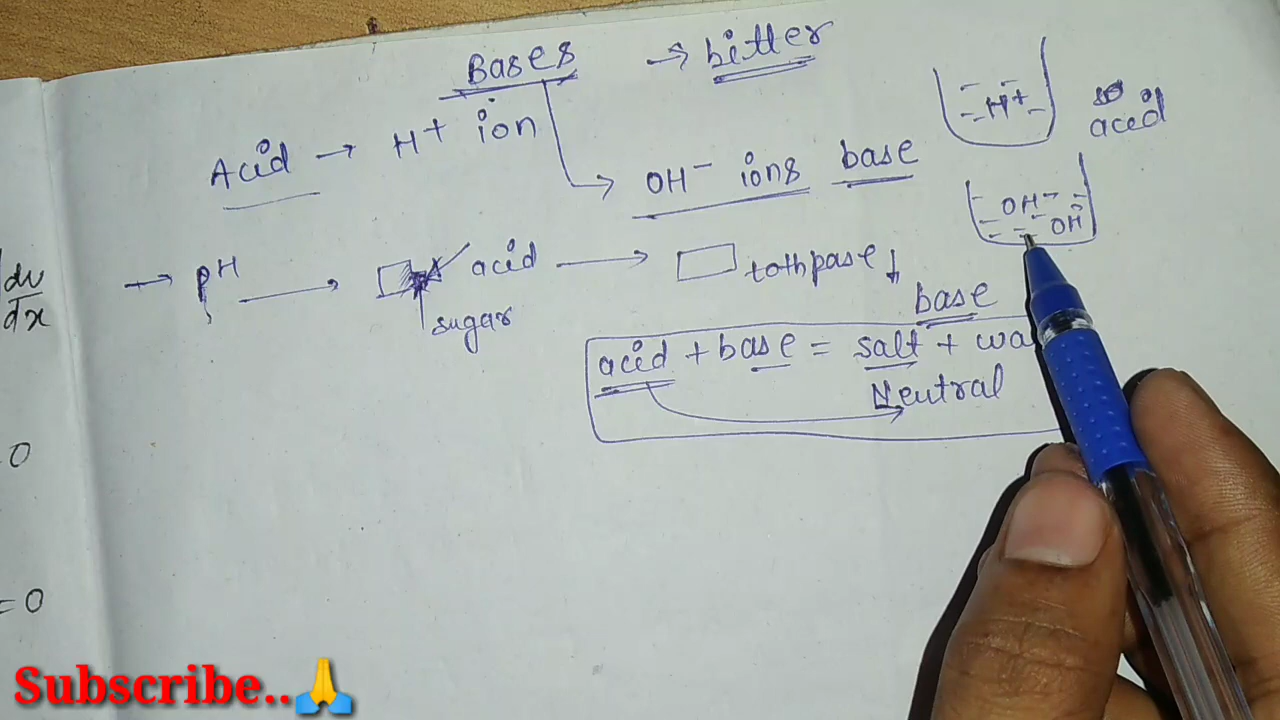 Bases → bitter
Acid → H+ ion
OH- ions base
H+
acid
OH- OH-
→ pH → acid → tothpase ↓
sugar
base
dv/dx
acid + base = salt + wa
Neutral
0
= 0
Subscribe..🙏